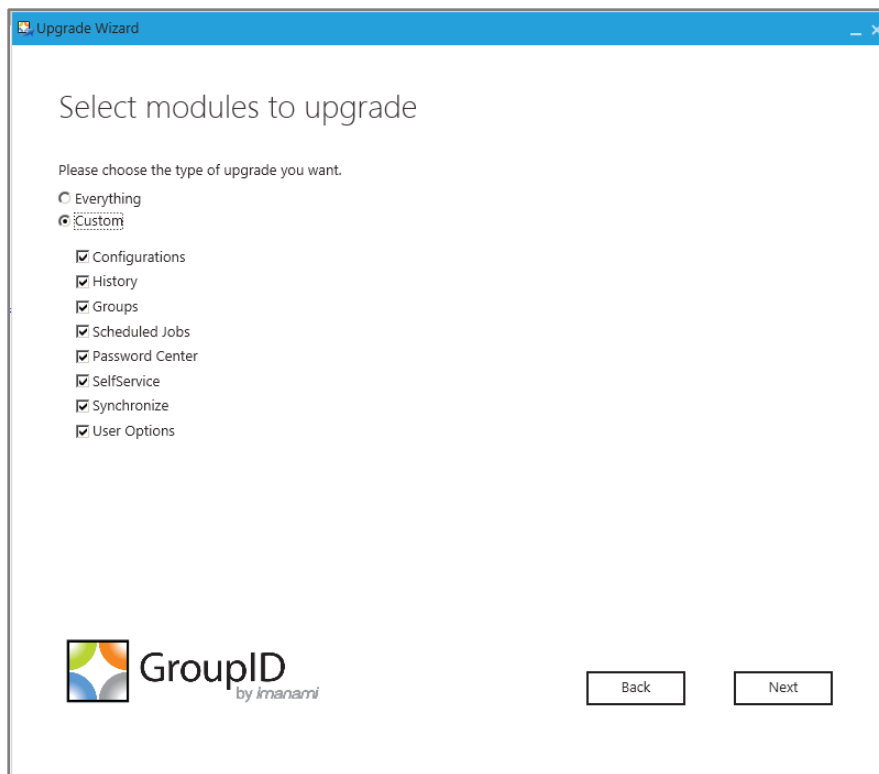 Upgrade Wizard
Select modules to upgrade
Please choose the type of upgrade you want.
Everything
Custom
Configurations
History
Groups
Scheduled Jobs
Password Center
SelfService
Synchronize
User Options
GroupID
by imanami
Back
Next